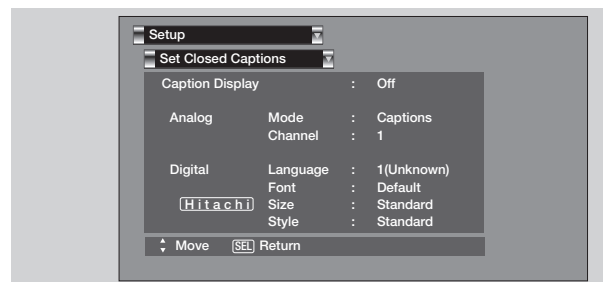 Setup
Set Closed Captions
Caption Display : Off
Analog Mode : Captions
Channel : 1
Digital Language : 1(Unknown)
Font : Default
Hitachi Size : Standard
Style : Standard
Move SEL Return